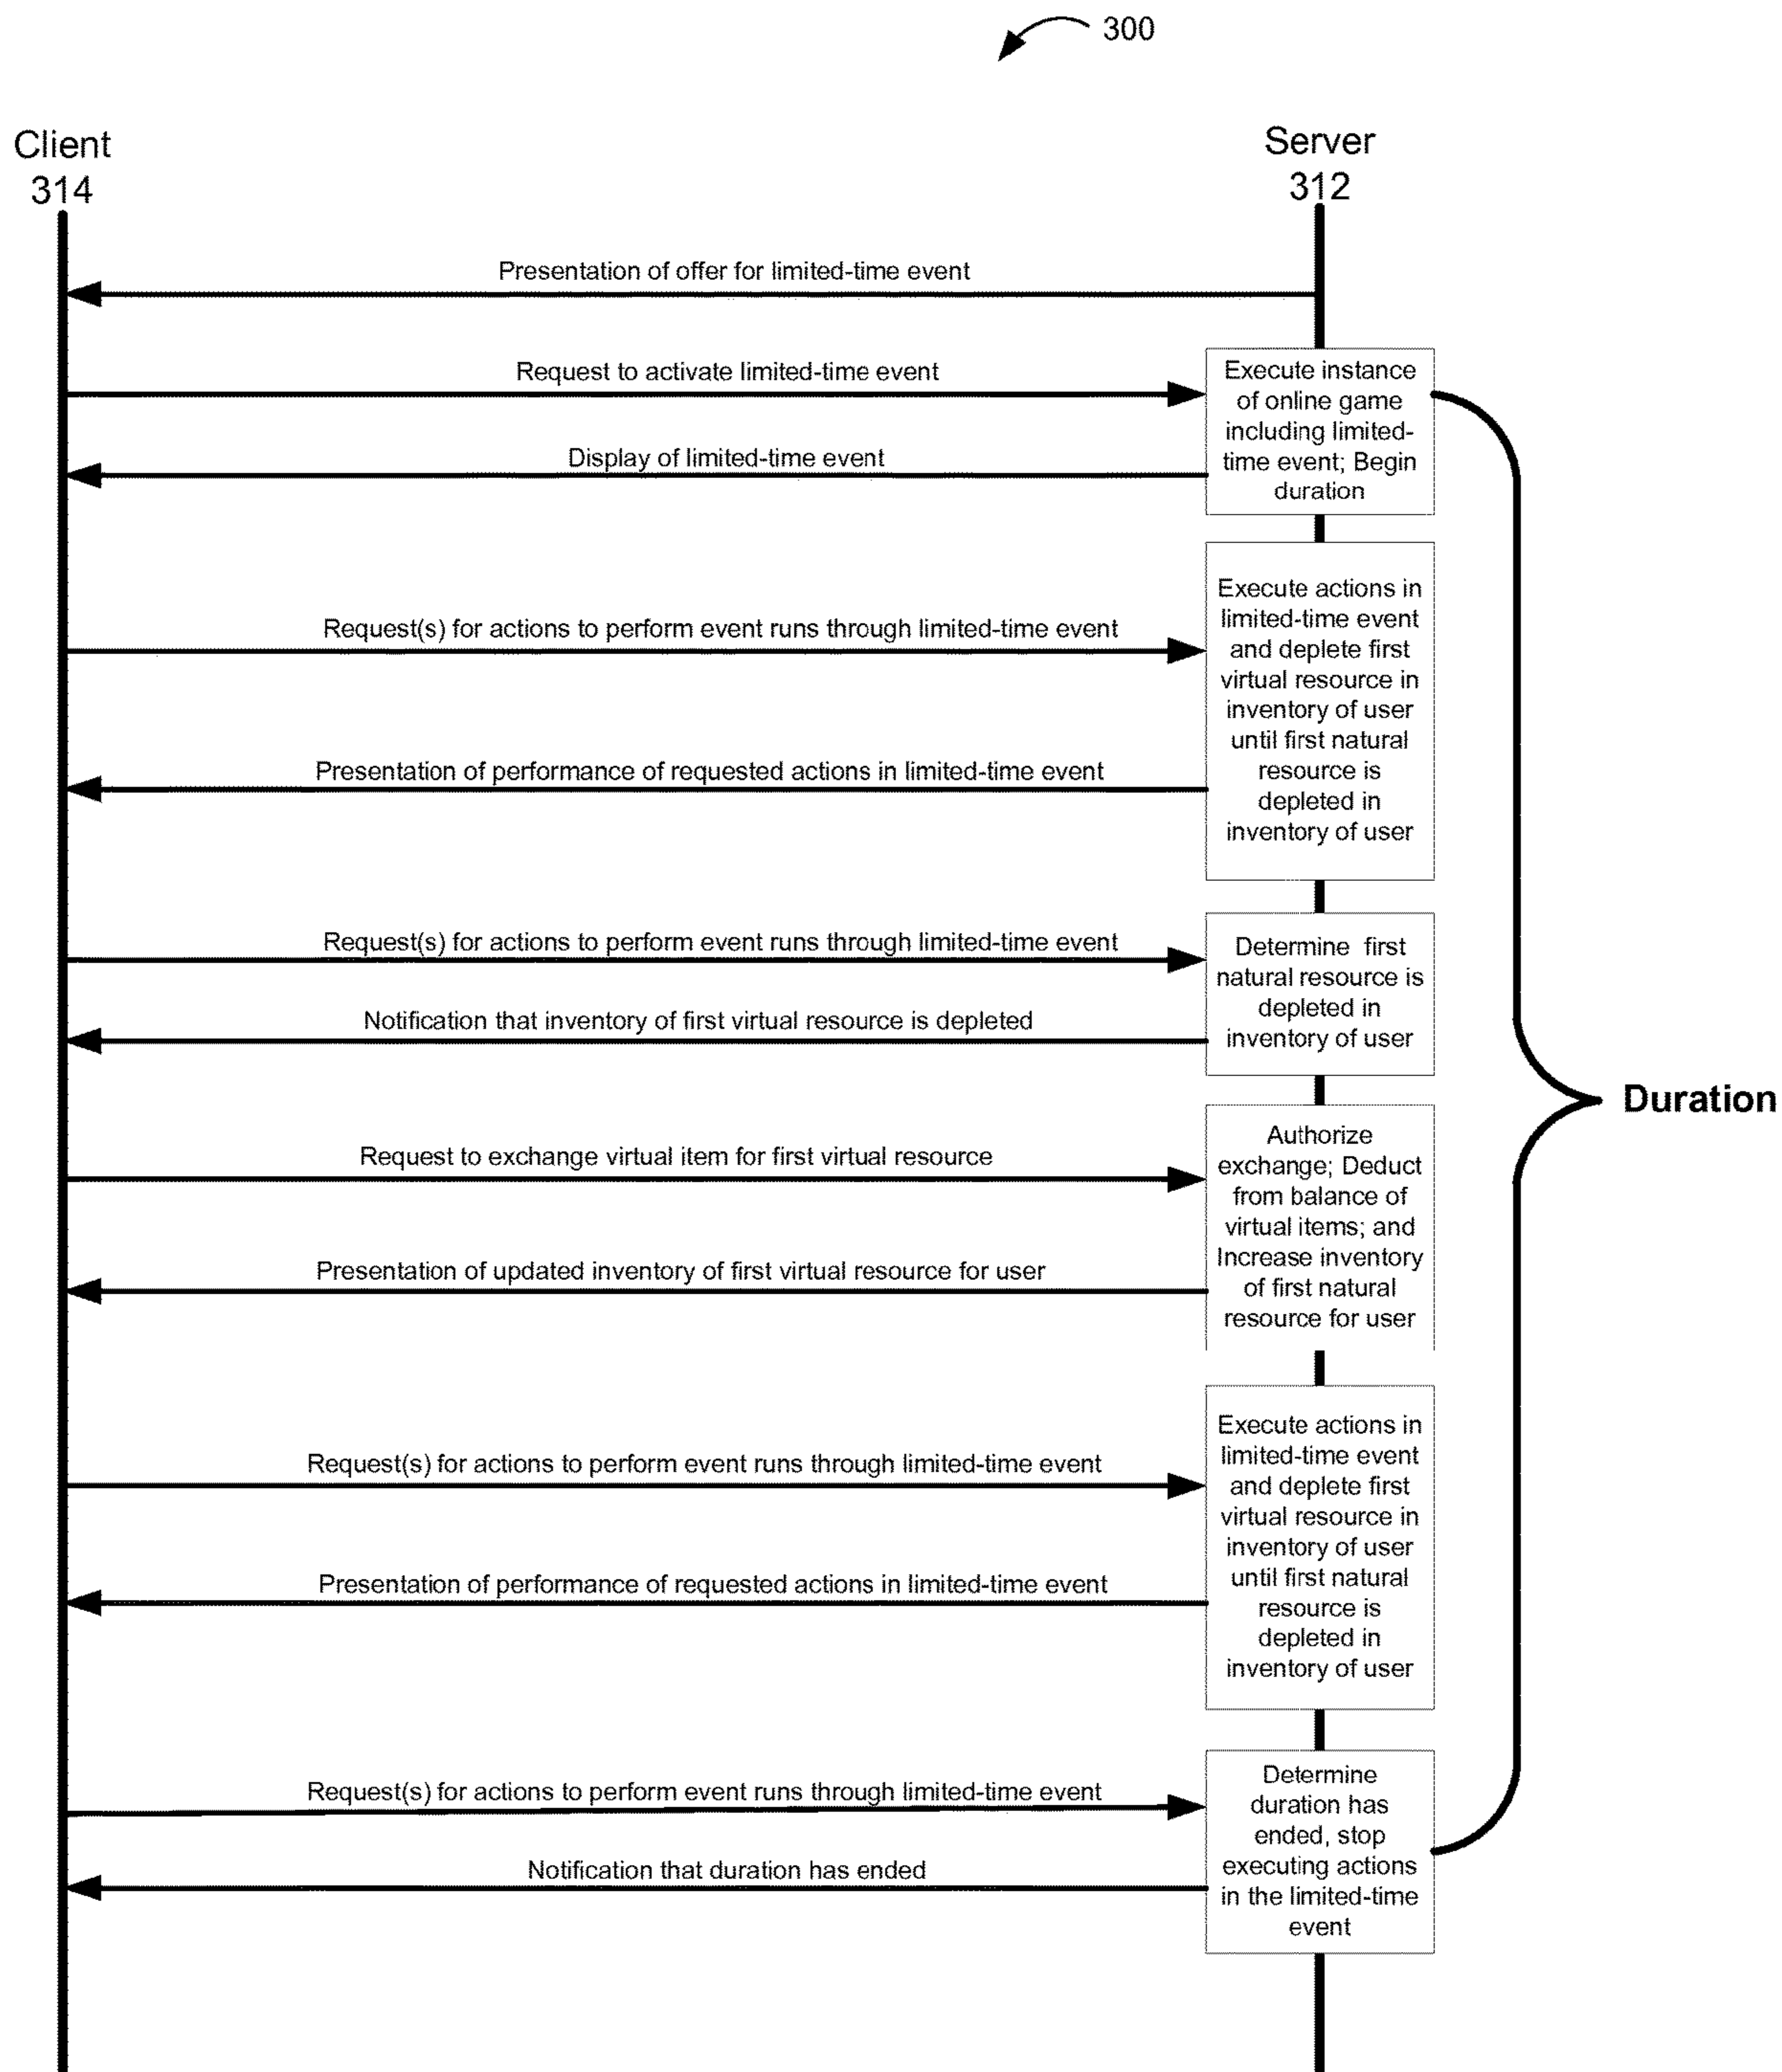 300
Client
314
Server
312
Presentation of offer for limited-time event
Request to activate limited-time event
Display of limited-time event
Execute instance
of online game
including limited-
time event; Begin
duration
Request(s) for actions to perform event runs through limited-time event
Presentation of performance of requested actions in limited-time event
Execute actions in
limited-time event
and deplete first
virtual resource in
inventory of user
until first natural
resource is
depleted in
inventory of user
Request(s) for actions to perform event runs through limited-time event
Notification that inventory of first virtual resource is depleted
Determine first
natural resource is
depleted in
inventory of user
Duration
Request to exchange virtual item for first virtual resource
Presentation of updated inventory of first virtual resource for user
Authorize
exchange; Deduct
from balance of
virtual items; and
Increase inventory
of first natural
resource for user
Request(s) for actions to perform event runs through limited-time event
Presentation of performance of requested actions in limited-time event
Execute actions in
limited-time event
and deplete first
virtual resource in
inventory of user
until first natural
resource is
depleted in
inventory of user
Request(s) for actions to perform event runs through limited-time event
Notification that duration has ended
Determine
duration has
ended, stop
executing actions
in the limited-time
event